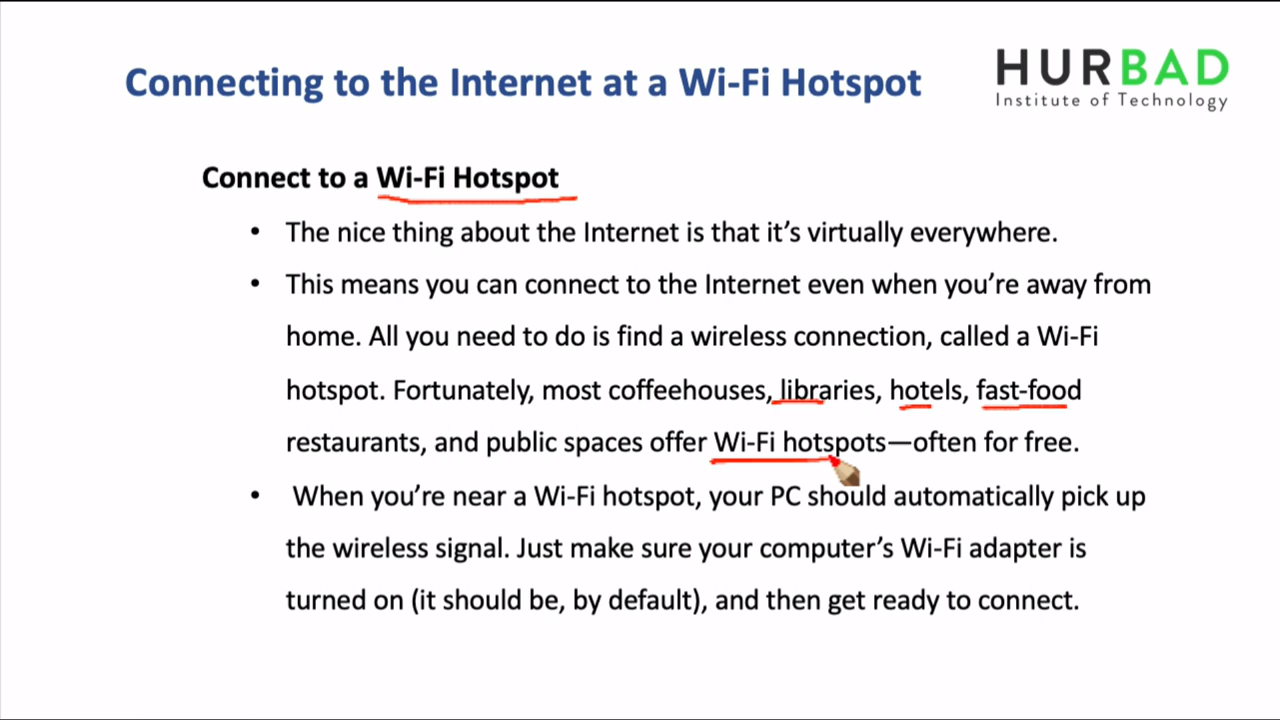 Connecting to the Internet at a Wi-Fi Hotspot
HURBAD
Institute of Technology
Connect to a Wi-Fi Hotspot
• The nice thing about the Internet is that it’s virtually everywhere.
• This means you can connect to the Internet even when you’re away from
home. All you need to do is find a wireless connection, called a Wi-Fi
hotspot. Fortunately, most coffeehouses, libraries, hotels, fast-food
restaurants, and public spaces offer Wi-Fi hotspots—often for free.
• When you’re near a Wi-Fi hotspot, your PC should automatically pick up
the wireless signal. Just make sure your computer’s Wi-Fi adapter is
turned on (it should be, by default), and then get ready to connect.